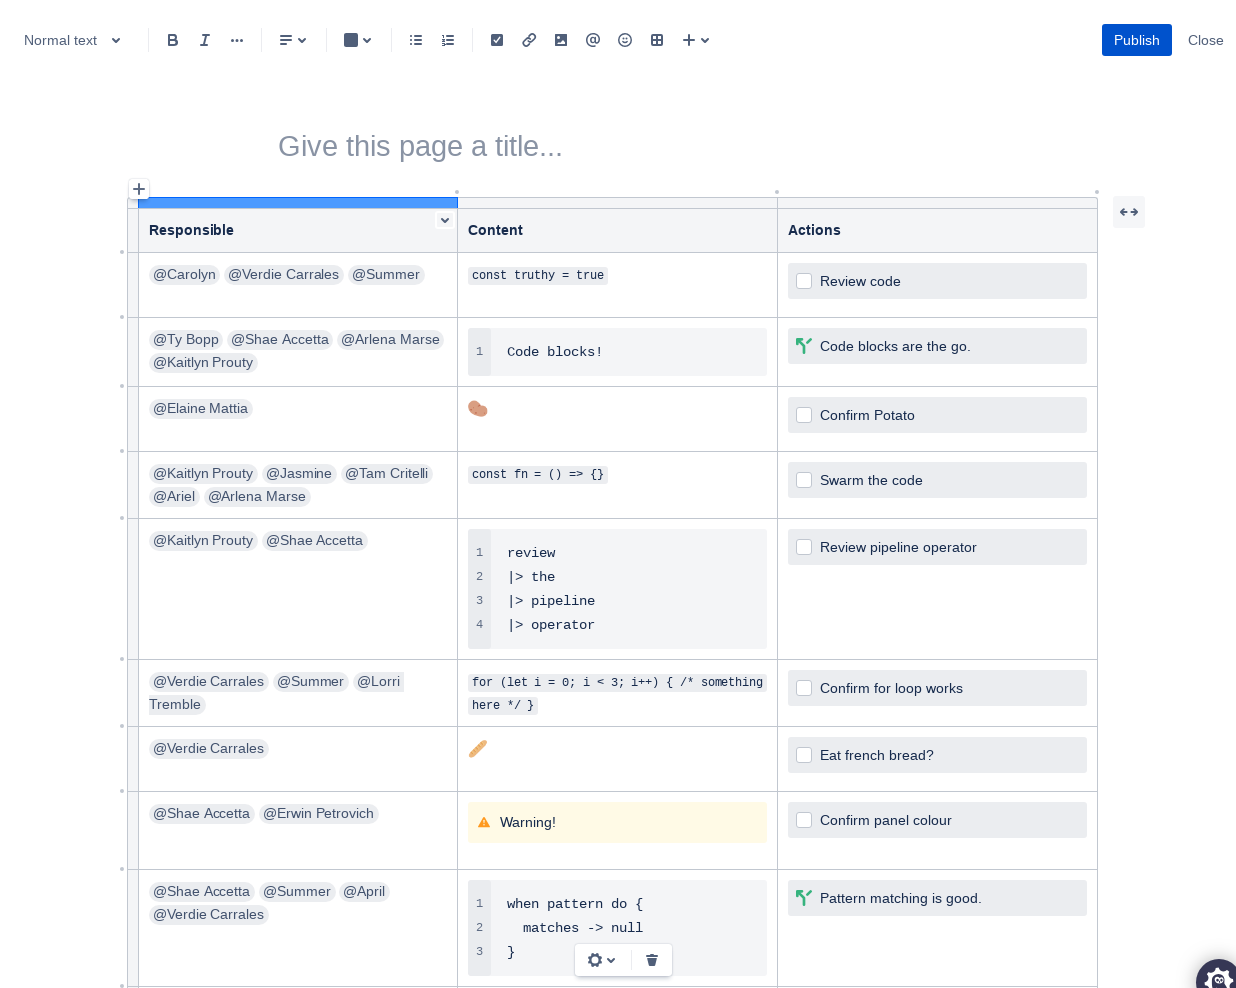 Normal text
Publish
Close
Give this page a title...
Responsible
Content
Actions
@Carolyn @Verdie Carrales @Summer
const truthy = true
Review code
@Ty Bopp @Shae Accetta @Arlena Marse
@Kaitlyn Prouty
1 Code blocks!
Code blocks are the go.
@Elaine Mattia
Confirm Potato
@Kaitlyn Prouty @Jasmine @Tam Critelli
@Ariel @Arlena Marse
const fn = () => {}
Swarm the code
@Kaitlyn Prouty @Shae Accetta
1 review
2 |> the
3 |> pipeline
4 |> operator
Review pipeline operator
@Verdie Carrales @Summer @Lorri
Tremble
for (let i = 0; i < 3; i++) { /* something
here */ }
Confirm for loop works
@Verdie Carrales
Eat french bread?
@Shae Accetta @Erwin Petrovich
Warning!
Confirm panel colour
@Shae Accetta @Summer @April
@Verdie Carrales
1 when pattern do {
2 matches -> null
3 }
Pattern matching is good.